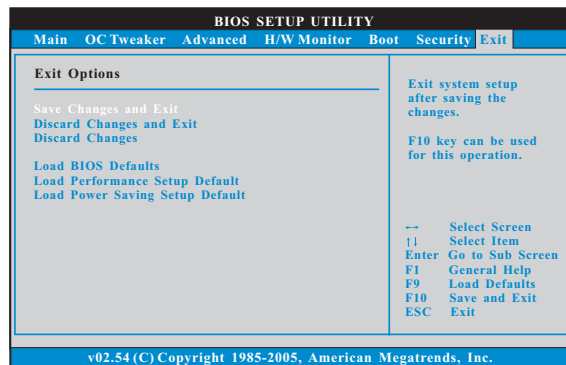 BIOS SETUP UTILITY
Main OC Tweaker Advanced H/W Monitor Boot Security Exit
Exit Options
Save Changes and Exit
Discard Changes and Exit
Discard Changes
Load BIOS Defaults
Load Performance Setup Default
Load Power Saving Setup Default
Exit system setup
after saving the
changes.
F10 key can be used
for this operation.
←→ Select Screen
↑↓ Select Item
Enter Go to Sub Screen
F1 General Help
F9 Load Defaults
F10 Save and Exit
ESC Exit
v02.54 (C) Copyright 1985-2005, American Megatrends, Inc.